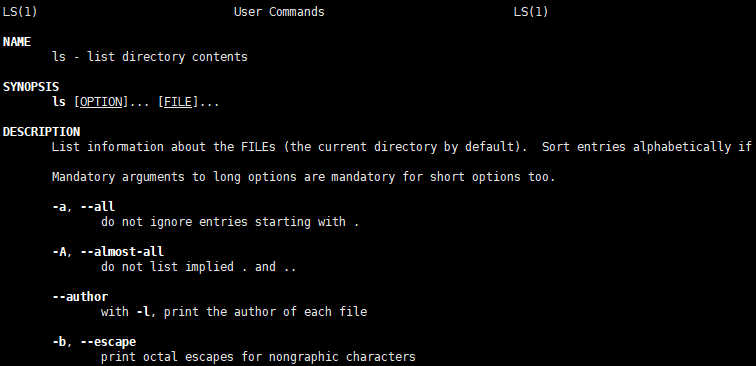 LS(1) User Commands LS(1)
NAME
ls - list directory contents
SYNOPSIS
ls [OPTION]... [FILE]...
DESCRIPTION
List information about the FILEs (the current directory by default). Sort entries alphabetically if
Mandatory arguments to long options are mandatory for short options too.
-a, --all
do not ignore entries starting with .
-A, --almost-all
do not list implied . and ..
--author
with -l, print the author of each file
-b, --escape
print octal escapes for nongraphic characters